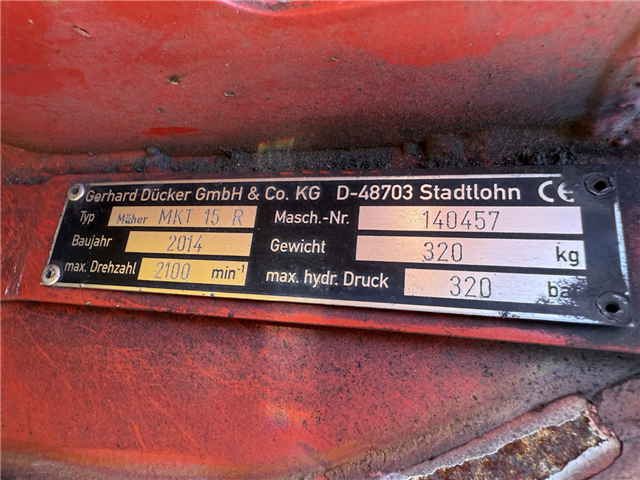 Gerhard Dücker GmbH & Co. KG D-48703 Stadtlohn CE
Typ Mäher MKT 15 R Masch.-Nr. 140457
Baujahr 2014 Gewicht 320 kg
max. Drehzahl 2100 min⁻¹ max. hydr. Druck 320 ba